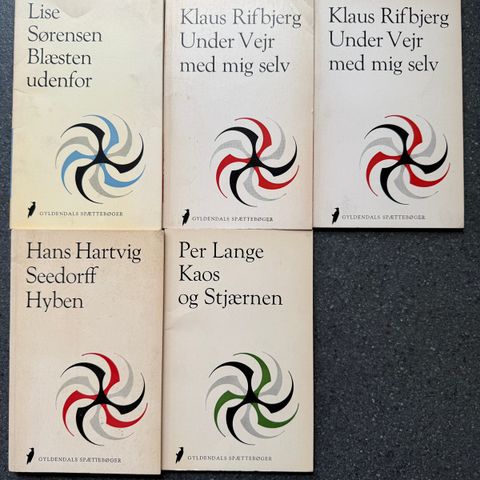 Lise
Sørensen
Blæsten
udenfor
GYLDENDALS SPÆTTEBØGER
Klaus Rifbjerg
Under Vejr
med mig selv
GYLDENDALS SPÆTTEBØGER
Klaus Rifbjerg
Under Vejr
med mig selv
GYLDENDALS SPÆTTEBØGER
Hans Hartvig
Seedorff
Hyben
GYLDENDALS SPÆTTEBØGER
Per Lange
Kaos
og Stjærnen
GYLDENDALS SPÆTTEBØGER